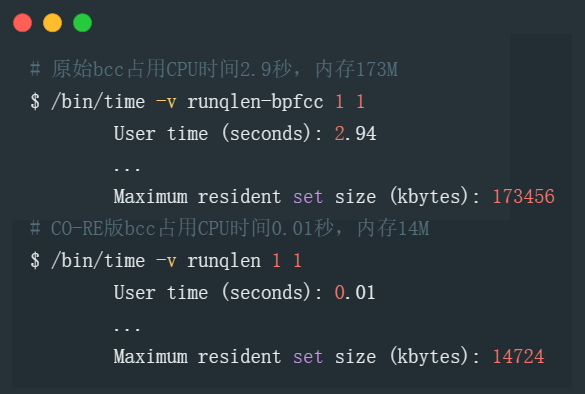 # 原始bcc占用CPU时间2.9秒，内存173M
$ /bin/time -v runqlen-bpfcc 1 1
User time (seconds): 2.94
...
Maximum resident set size (kbytes): 173456
# CO-RE版bcc占用CPU时间0.01秒，内存14M
$ /bin/time -v runqlen 1 1
User time (seconds): 0.01
...
Maximum resident set size (kbytes): 14724